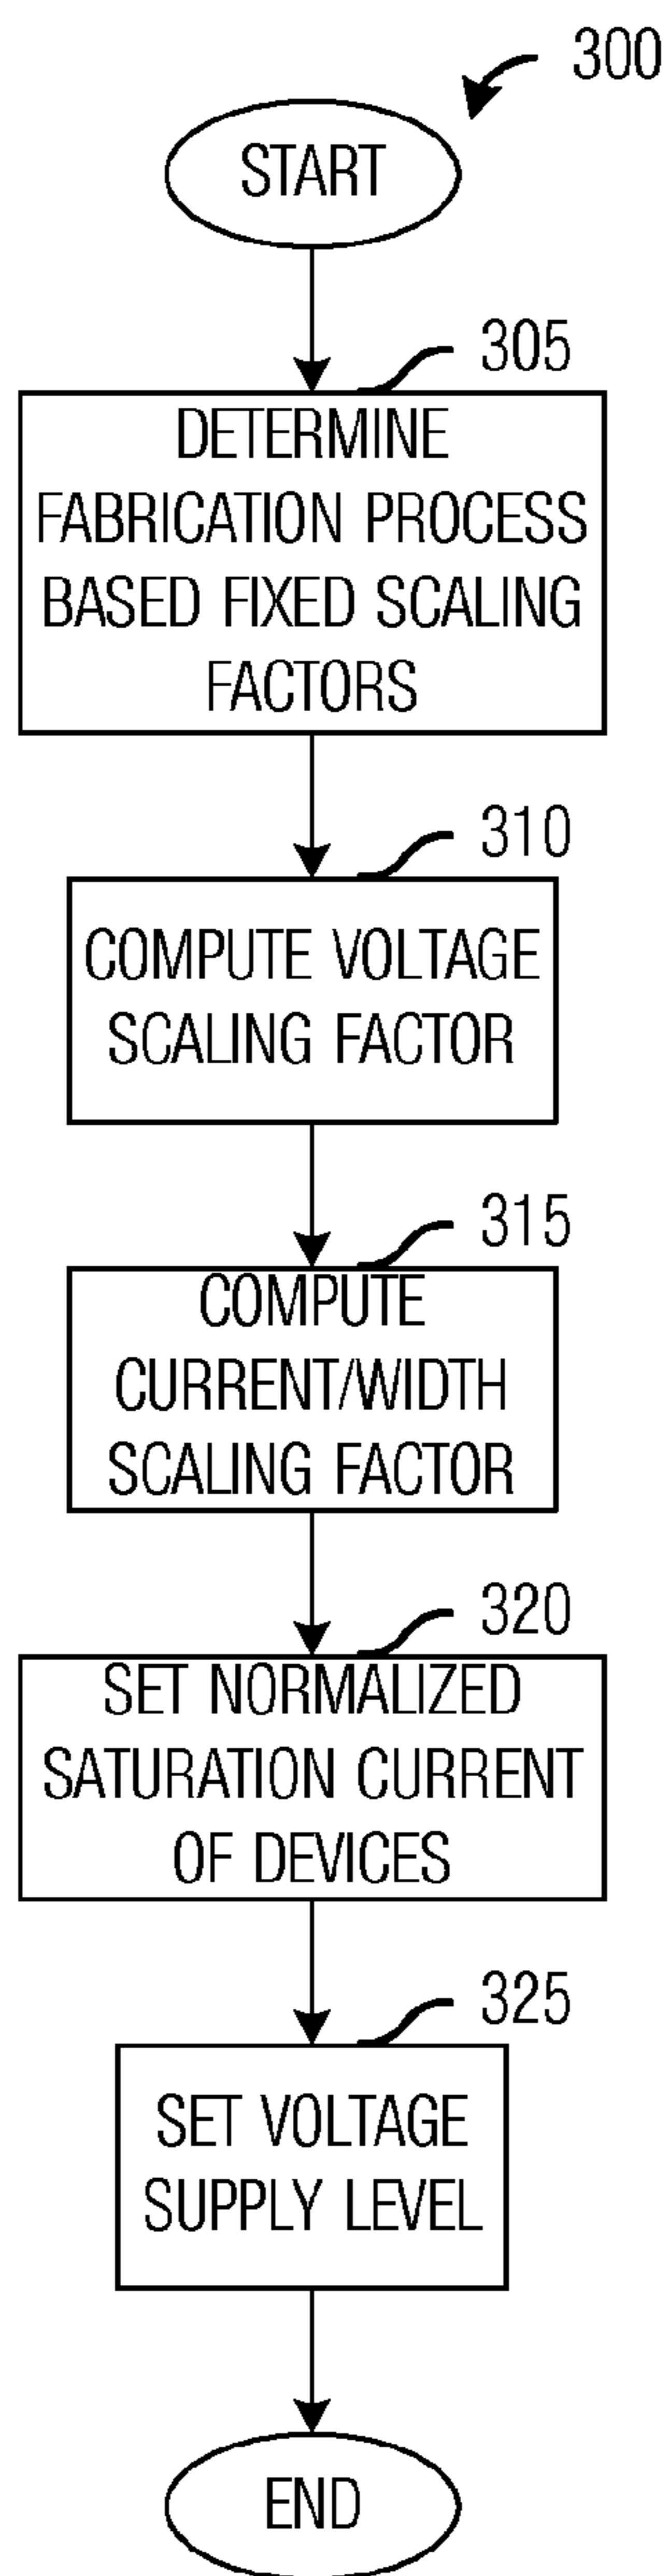 300
START
305
DETERMINE
FABRICATION PROCESS
BASED FIXED SCALING
FACTORS
310
COMPUTE VOLTAGE
SCALING FACTOR
315
COMPUTE
CURRENT/WIDTH
SCALING FACTOR
320
SET NORMALIZED
SATURATION CURRENT
OF DEVICES
325
SET VOLTAGE
SUPPLY LEVEL
END